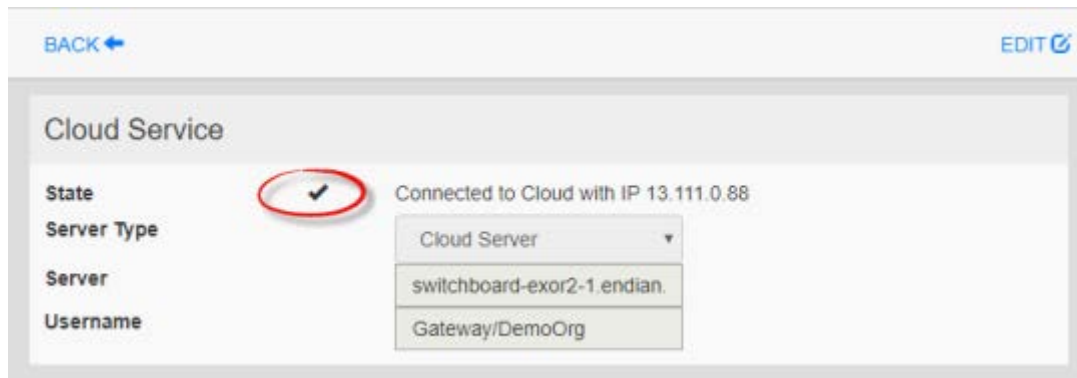 BACK
EDIT
Cloud Service
State Connected to Cloud with IP 13.111.0.88
Server Type Cloud Server
Server switchboard-exor2-1.endian.
Username Gateway/DemoOrg